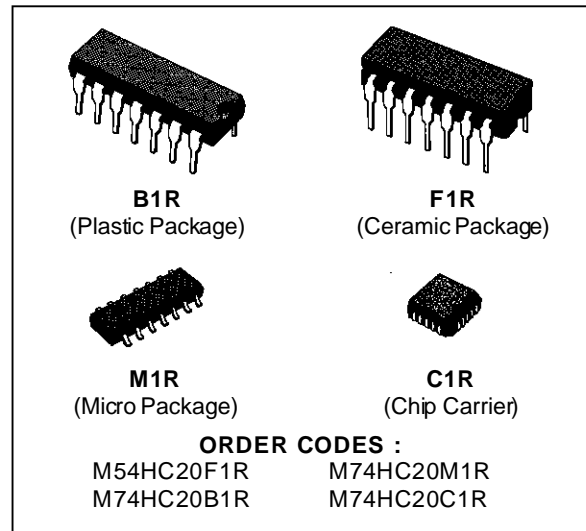 B1R
(Plastic Package)
F1R
(Ceramic Package)
M1R
(Micro Package)
C1R
(Chip Carrier)
ORDER CODES :
M54HC20F1R M74HC20M1R
M74HC20B1R M74HC20C1R